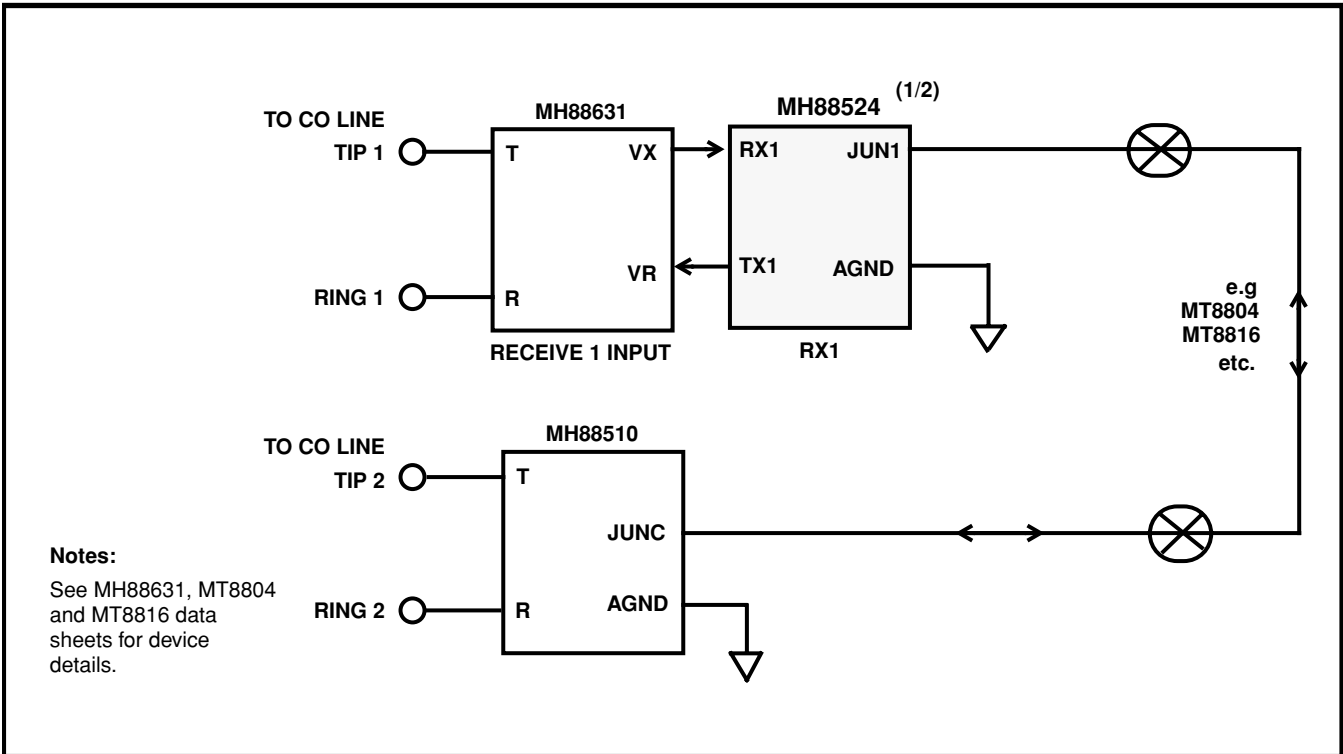 (1/2)
MH88631
MH88524
TO CO LINE
TIP 1
T
VX
RX1
JUN1
VR
TX1
AGND
RING 1
R
RECEIVE 1 INPUT
RX1
e.g
MT8804
MT8816
etc.
MH88510
TO CO LINE
TIP 2
T
JUNC
RING 2
R
AGND
Notes:
See MH88631, MT8804
and MT8816 data
sheets for device
details.